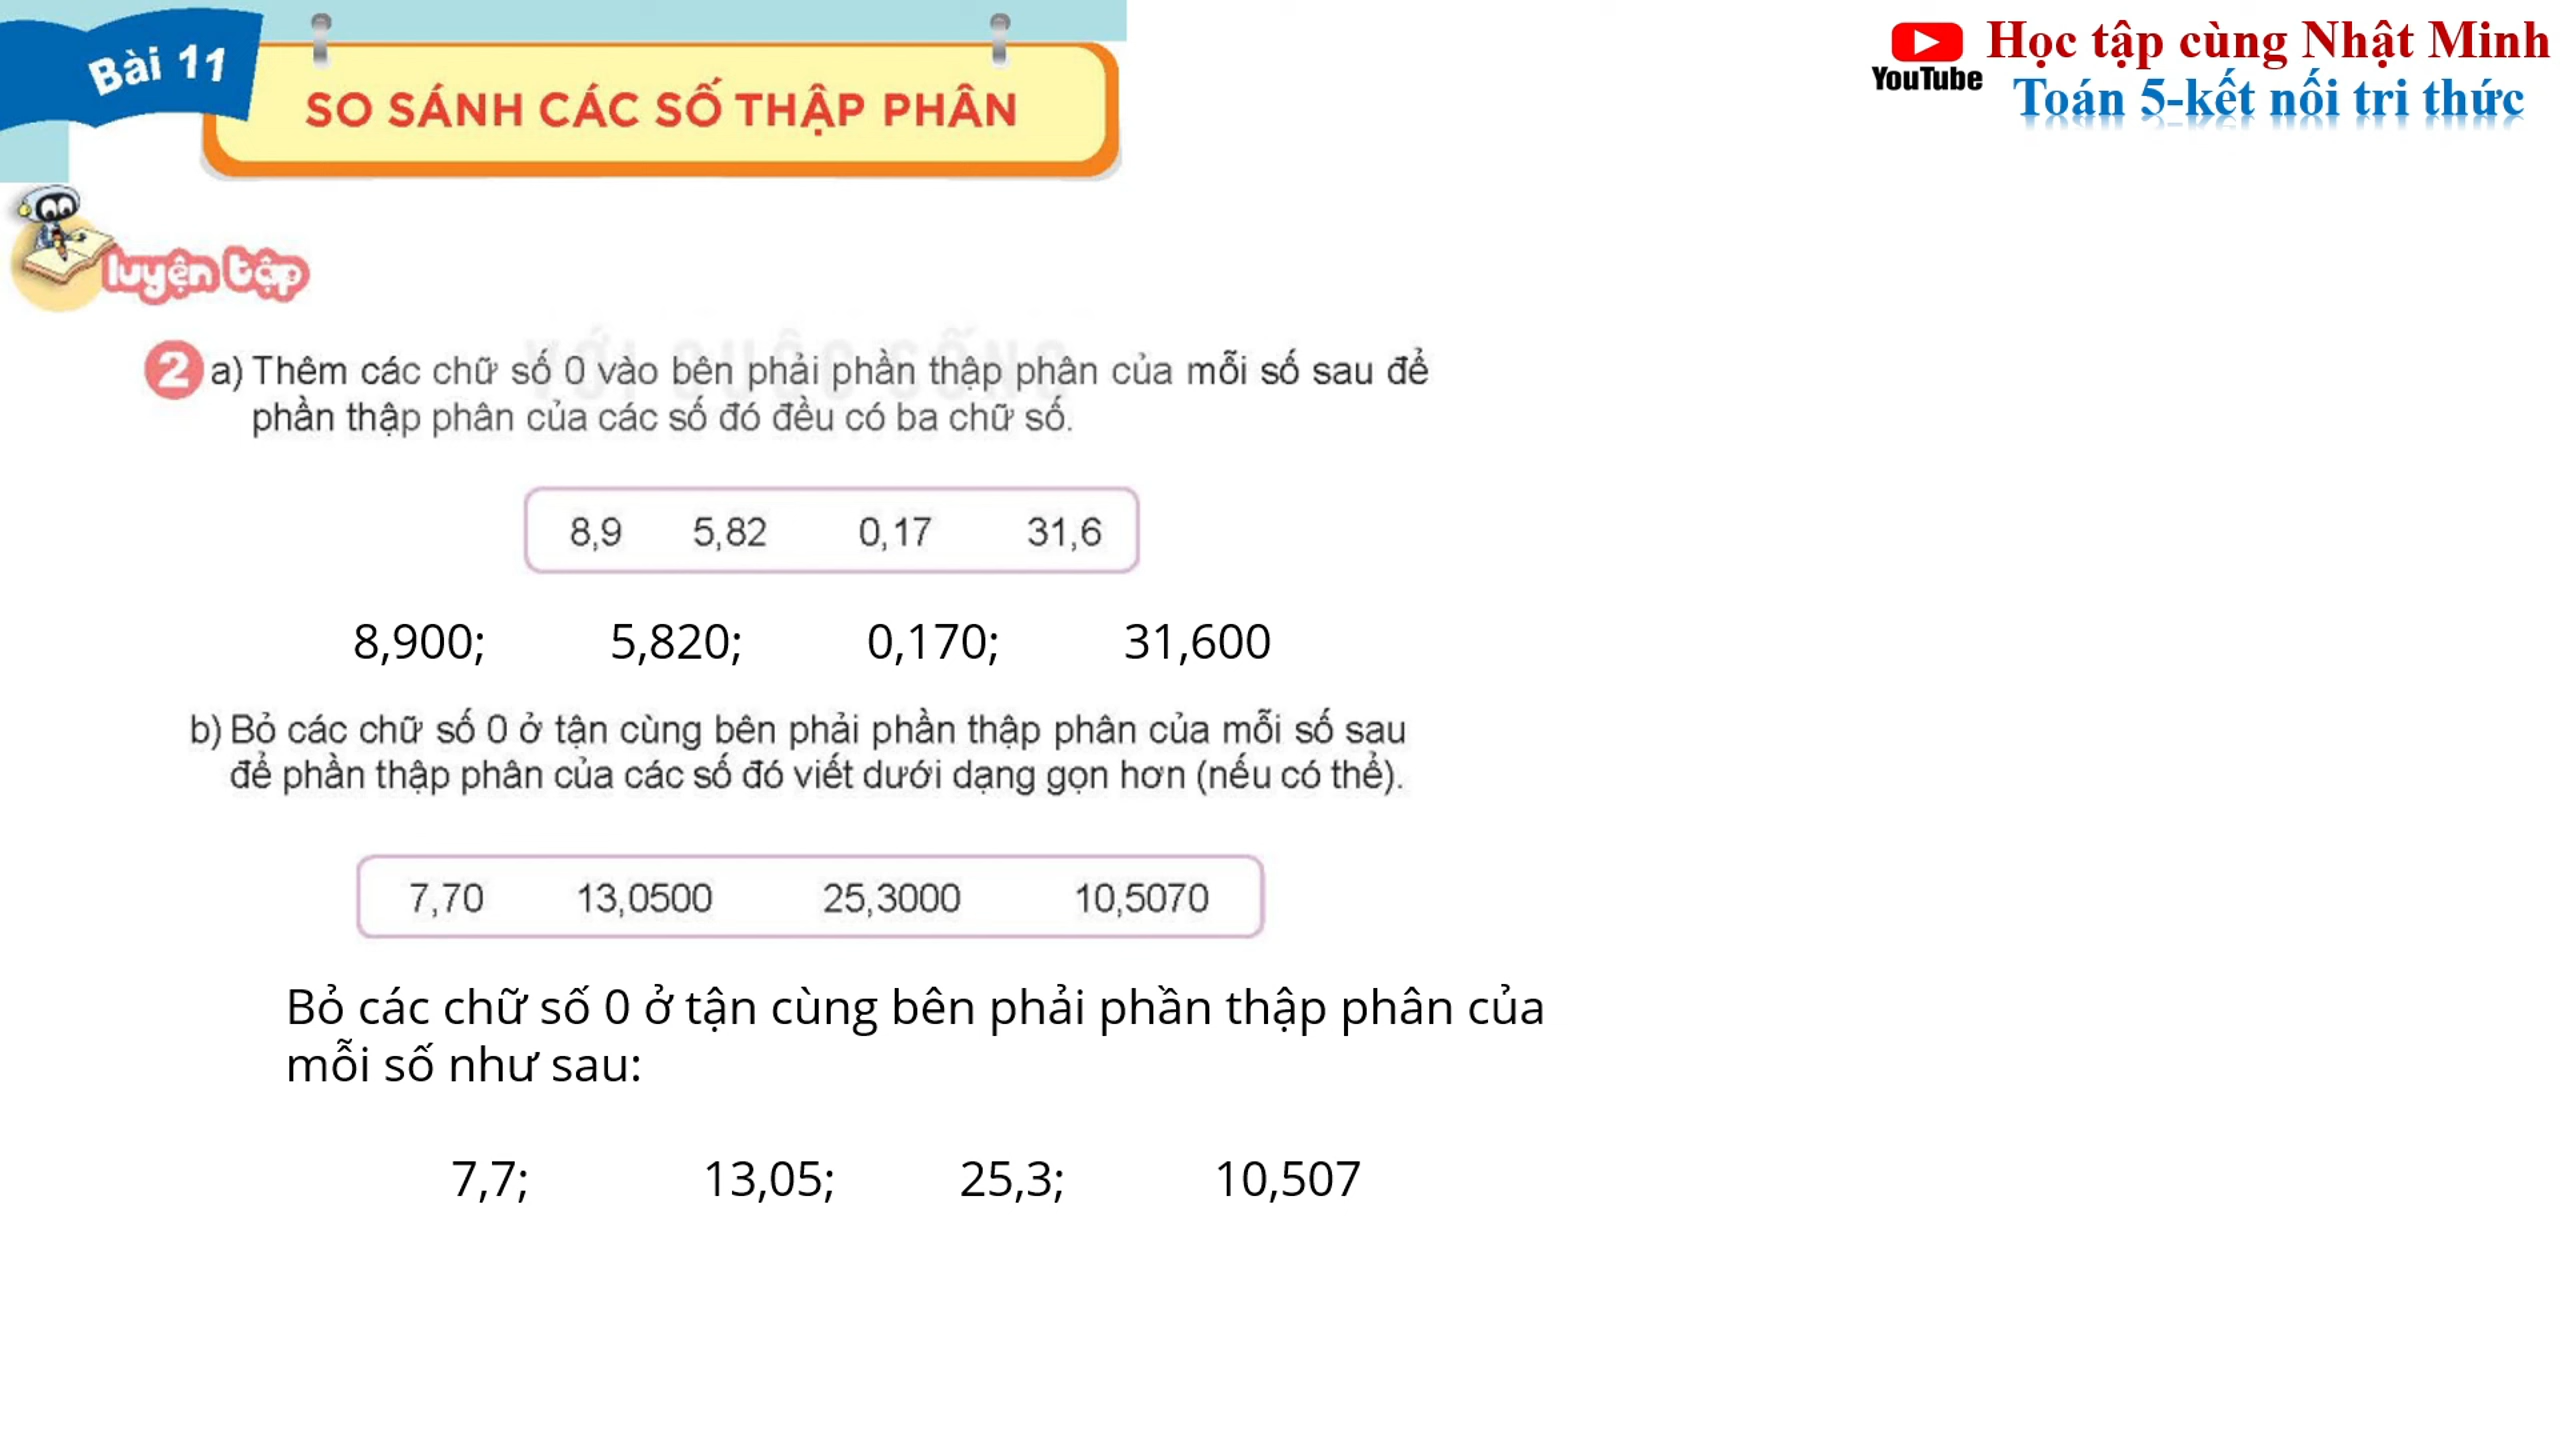 Bài 11
SO SÁNH CÁC SỐ THẬP PHÂN
YouTube
Học tập cùng Nhật Minh
Toán 5-kết nối tri thức
luyện tập
2 a) Thêm các chữ số 0 vào bên phải phần thập phân của mỗi số sau để
phần thập phân của các số đó đều có ba chữ số.
8,9 5,82 0,17 31,6
8,900; 5,820; 0,170; 31,600
b) Bỏ các chữ số 0 ở tận cùng bên phải phần thập phân của mỗi số sau
để phần thập phân của các số đó viết dưới dạng gọn hơn (nếu có thể).
7,70 13,0500 25,3000 10,5070
Bỏ các chữ số 0 ở tận cùng bên phải phần thập phân của
mỗi số như sau:
7,7; 13,05; 25,3; 10,507